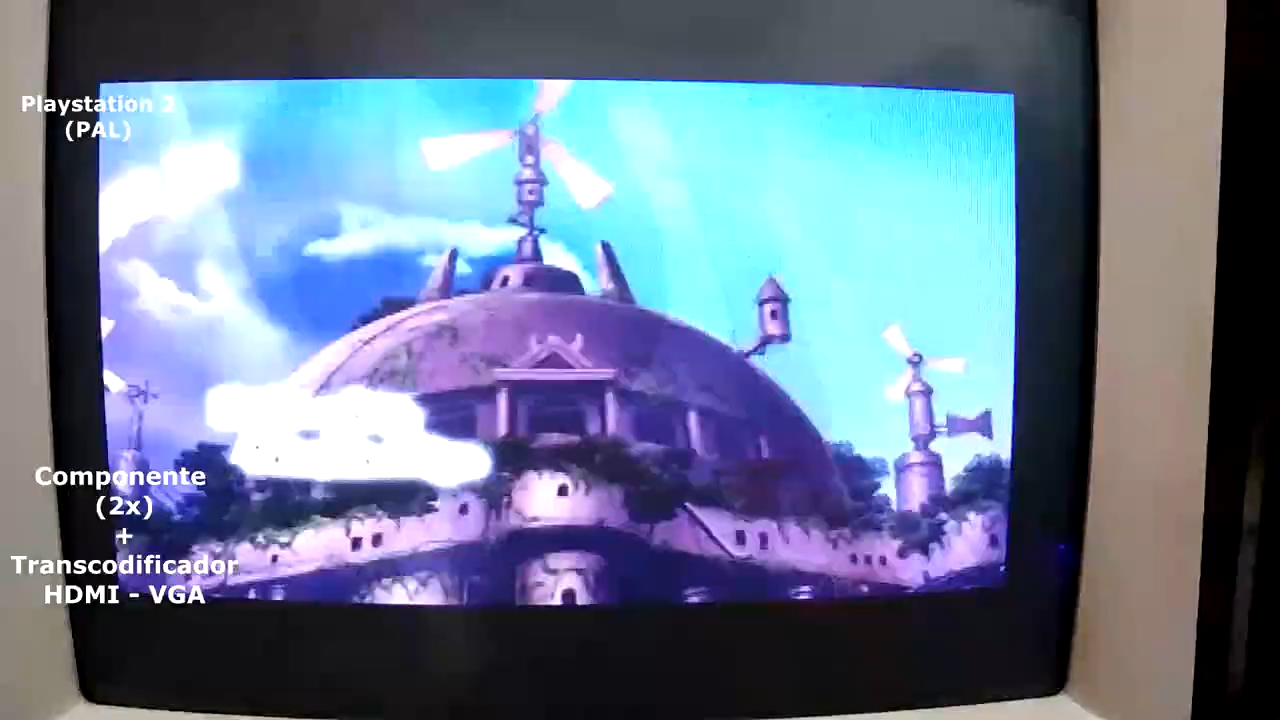 Playstation 2
(PAL)
Componente
(2x)
+
Transcodificador
HDMI - VGA